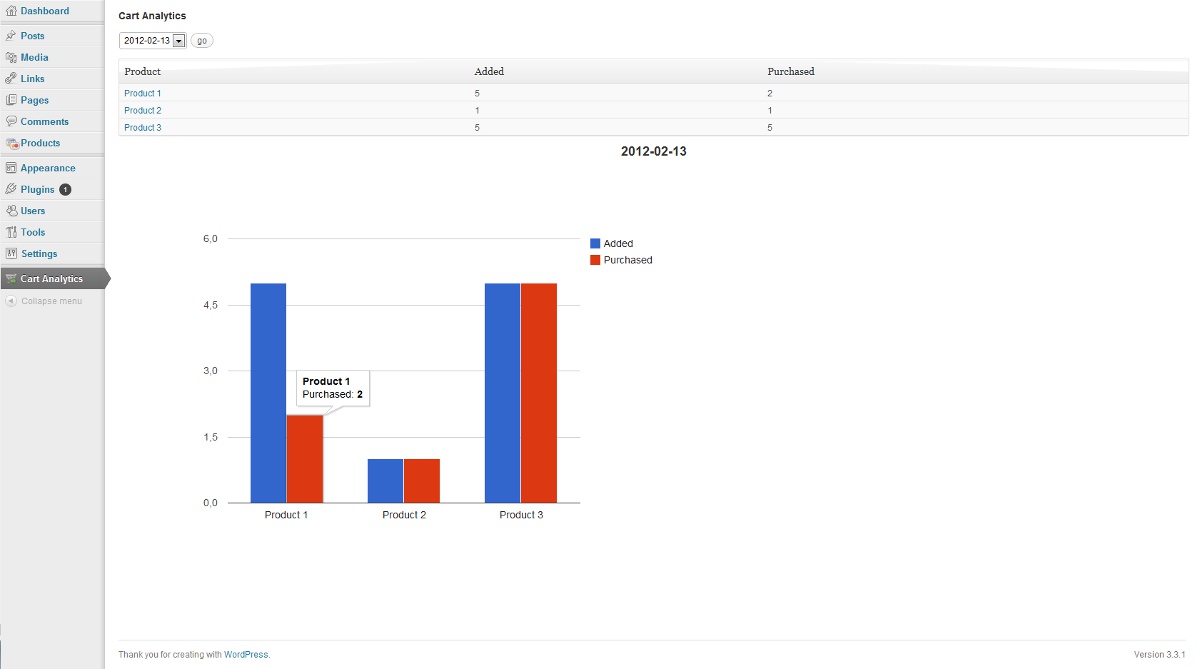 Dashboard
Posts
Media
Links
Pages
Comments
Products
Appearance
Plugins 1
Users
Tools
Settings
Cart Analytics
Collapse menu
Cart Analytics
2012-02-13 go
Product Added Purchased
Product 1 5 2
Product 2 1 1
Product 3 5 5
2012-02-13
6,0
4,5
3,0
1,5
0,0
Added
Purchased
Product 1
Purchased: 2
Product 1 Product 2 Product 3
Thank you for creating with WordPress. Version 3.3.1